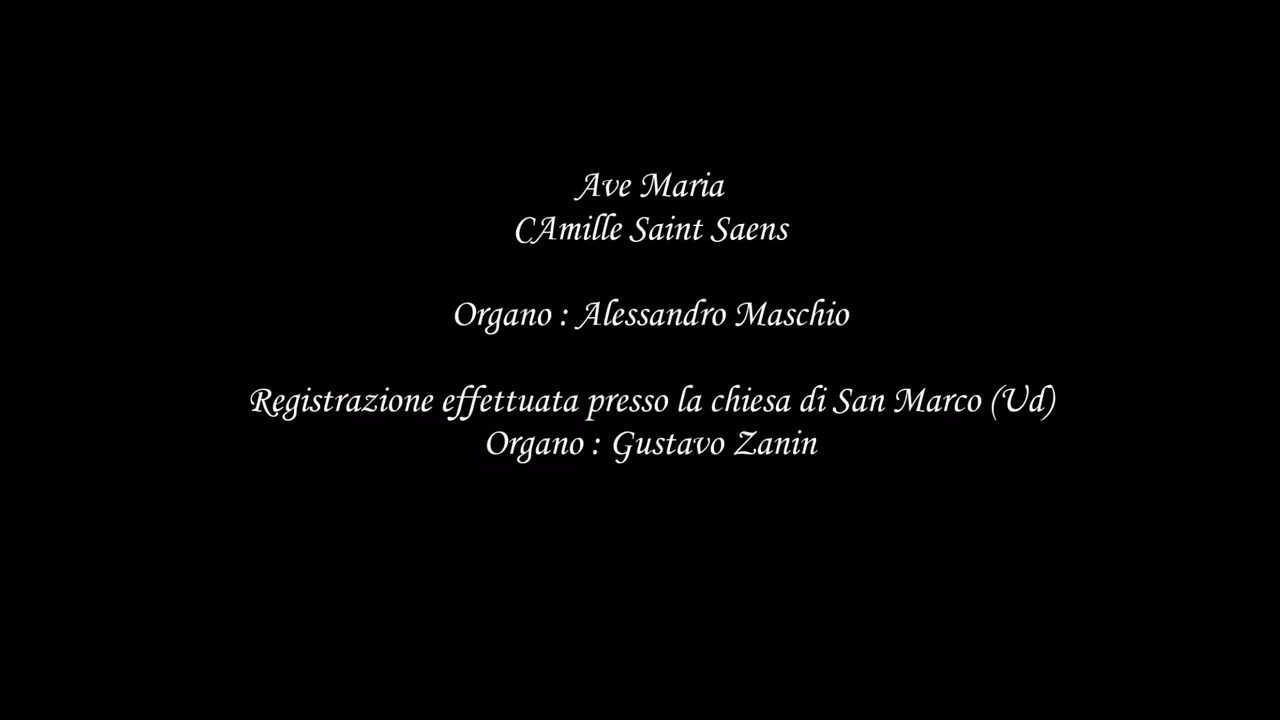 Ave Maria
CAmille Saint Saens
Organo : Alessandro Maschio
Registrazione effettuata presso la chiesa di San Marco (Ud)
Organo : Gustavo Zanin